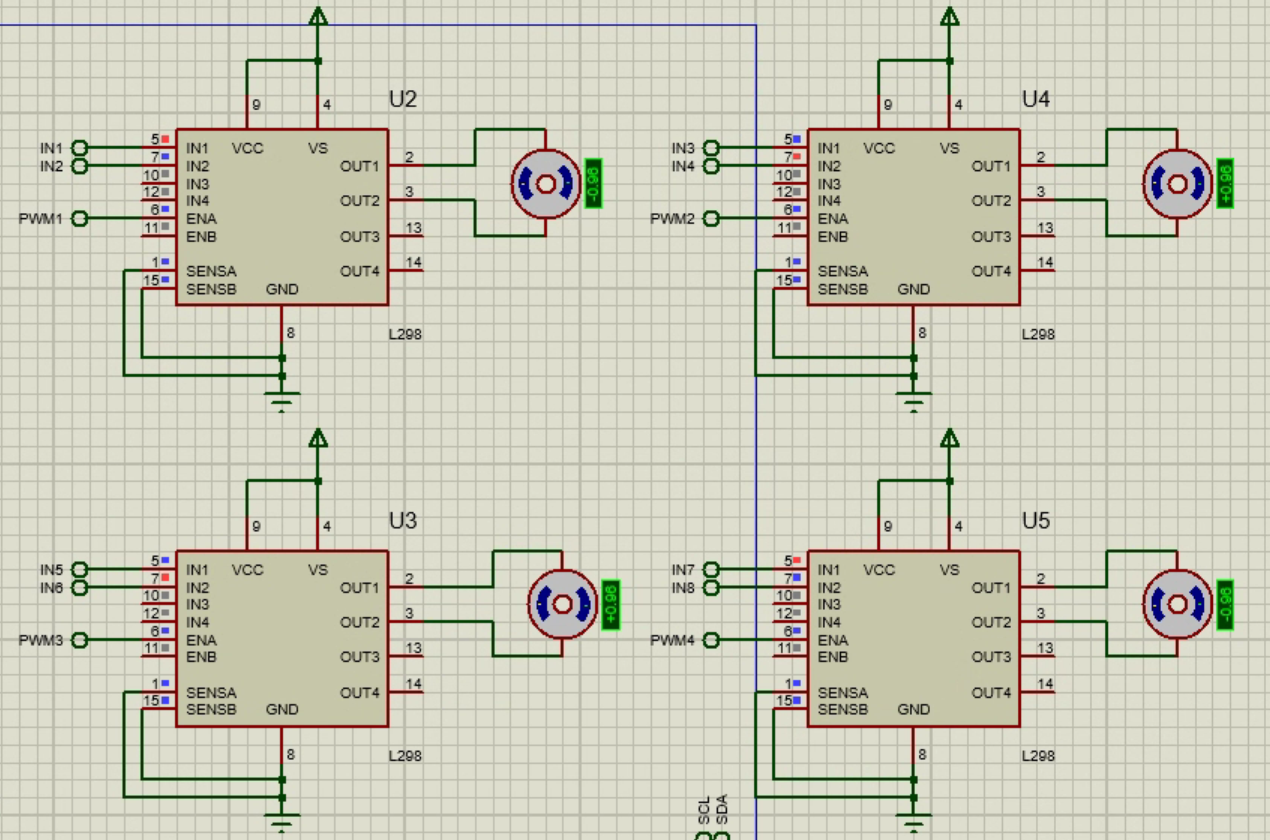 U2
9 4
IN1 5 IN1 VCC VS
IN2 7 IN2 OUT1 2
10 IN3
12 IN4 OUT2 3
PWM1 6 ENA
11 ENB OUT3 13
1 SENSA OUT4 14
15 SENSB GND
8
L298
-0.96
U4
9 4
IN3 5 IN1 VCC VS
IN4 7 IN2 OUT1 2
10 IN3
12 IN4 OUT2 3
PWM2 6 ENA
11 ENB OUT3 13
1 SENSA OUT4 14
15 SENSB GND
8
L298
+0.96
U3
9 4
IN5 5 IN1 VCC VS
IN6 7 IN2 OUT1 2
10 IN3
12 IN4 OUT2 3
PWM3 6 ENA
11 ENB OUT3 13
1 SENSA OUT4 14
15 SENSB GND
8
L298
+0.96
U5
9 4
IN7 5 IN1 VCC VS
IN8 7 IN2 OUT1 2
10 IN3
12 IN4 OUT2 3
PWM4 6 ENA
11 ENB OUT3 13
1 SENSA OUT4 14
15 SENSB GND
8
L298
-0.96
SCL
SDA